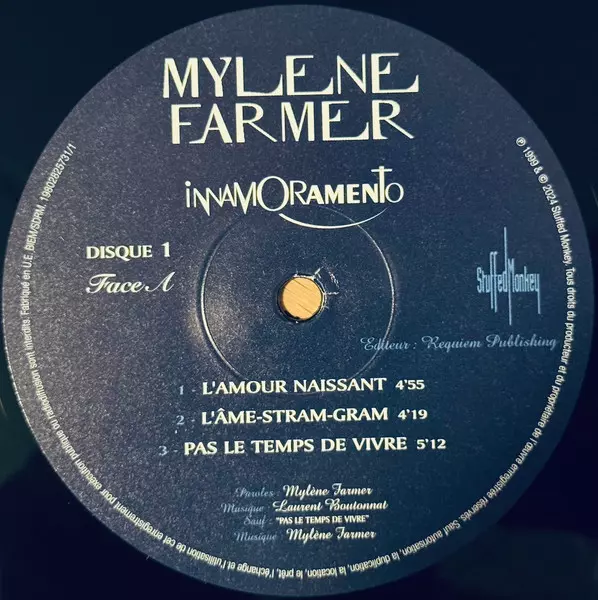 MYLENE
FARMER
iNNAMORAMENTO
DISQUE 1
Face A
StuffedMonkey
Editeur : Requiem Publishing
1 - L'AMOUR NAISSANT 4'55
2 - L'ÂME-STRAM-GRAM 4'19
3 - PAS LE TEMPS DE VIVRE 5'12
Paroles : Mylène Farmer
Musique : Laurent Boutonnat
Sauf : "PAS LE TEMPS DE VIVRE"
Musique : Mylène Farmer
℗ 1999 & © 2024 Stuffed Monkey. Tous droits du producteur et du propriétaire de l'œuvre enregistrée réservés. Sauf autorisation, la duplication, la location, le prêt, l'échange et l'utilisation de cet enregistrement pour exécution publique ou radiodiffusion sont interdits. Fabriqué en U.E. BIEM/SDRM. 19802825731/1